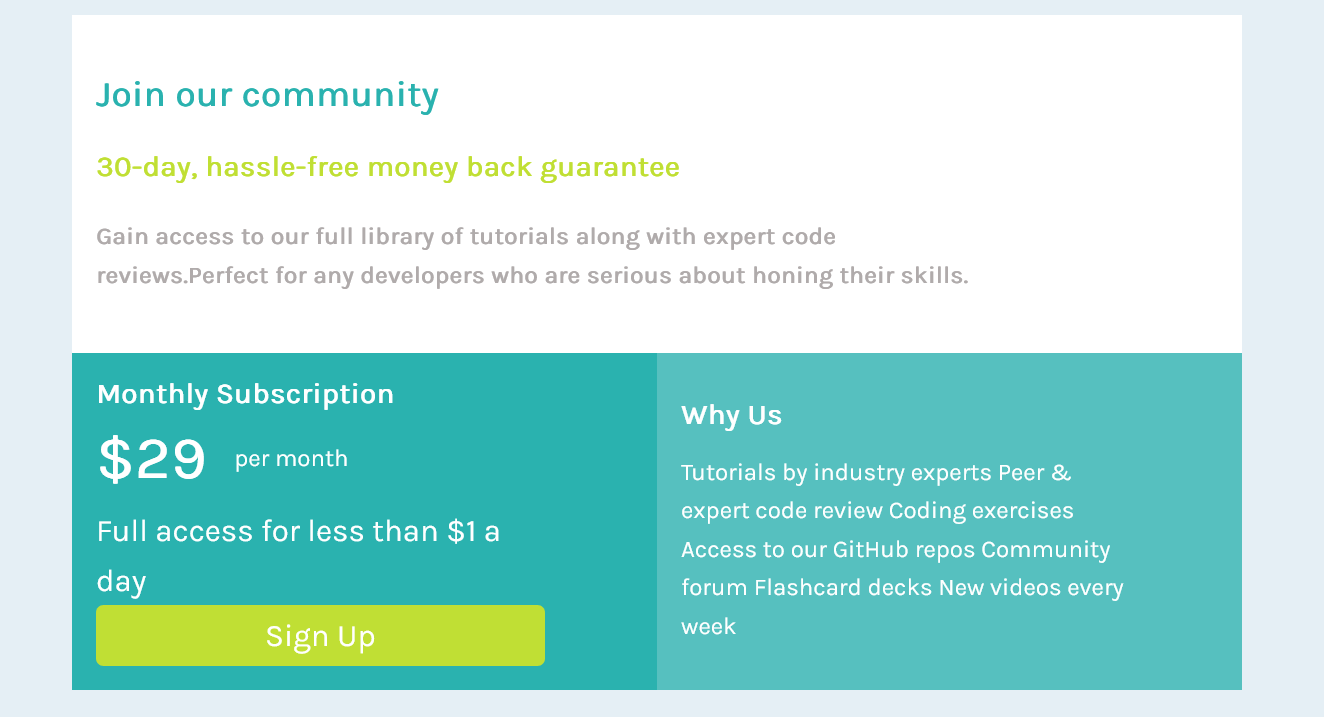 Join our community
30-day, hassle-free money back guarantee
Gain access to our full library of tutorials along with expert code
reviews.Perfect for any developers who are serious about honing their skills.
Monthly Subscription
$29 per month
Full access for less than $1 a
day
Sign Up
Why Us
Tutorials by industry experts Peer &
expert code review Coding exercises
Access to our GitHub repos Community
forum Flashcard decks New videos every
week